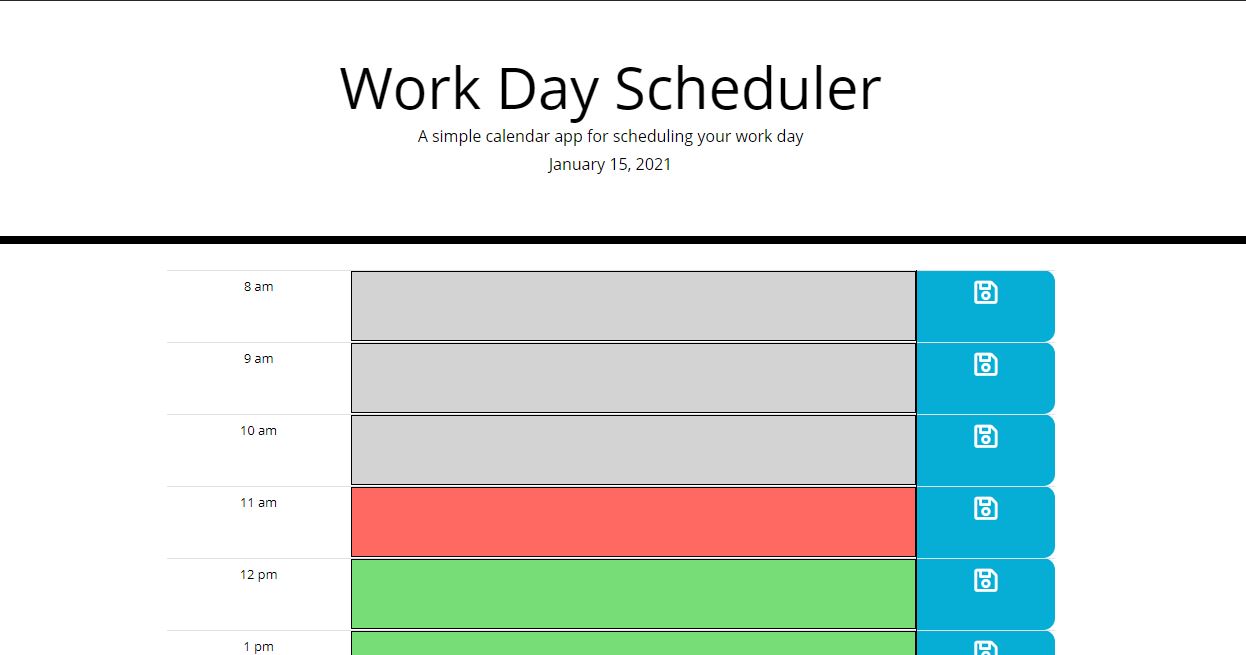 Work Day Scheduler
A simple calendar app for scheduling your work day
January 15, 2021
8 am
9 am
10 am
11 am
12 pm
1 pm